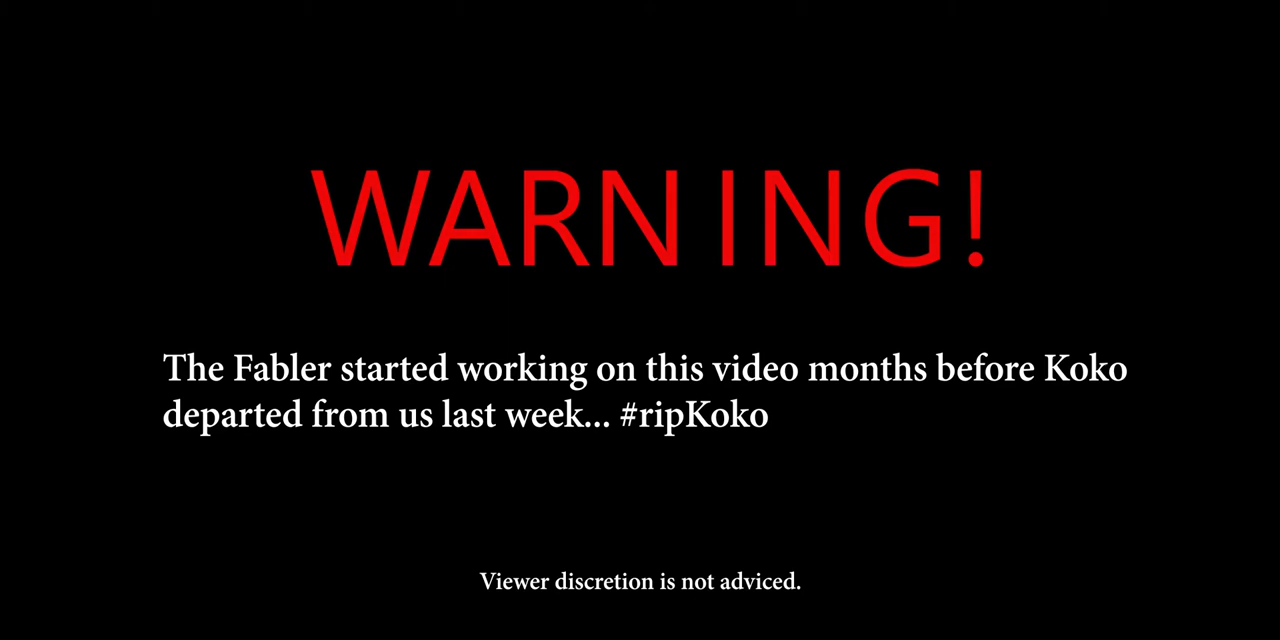 WARNING!
The Fabler started working on this video months before Koko
departed from us last week... #ripKoko
Viewer discretion is not adviced.